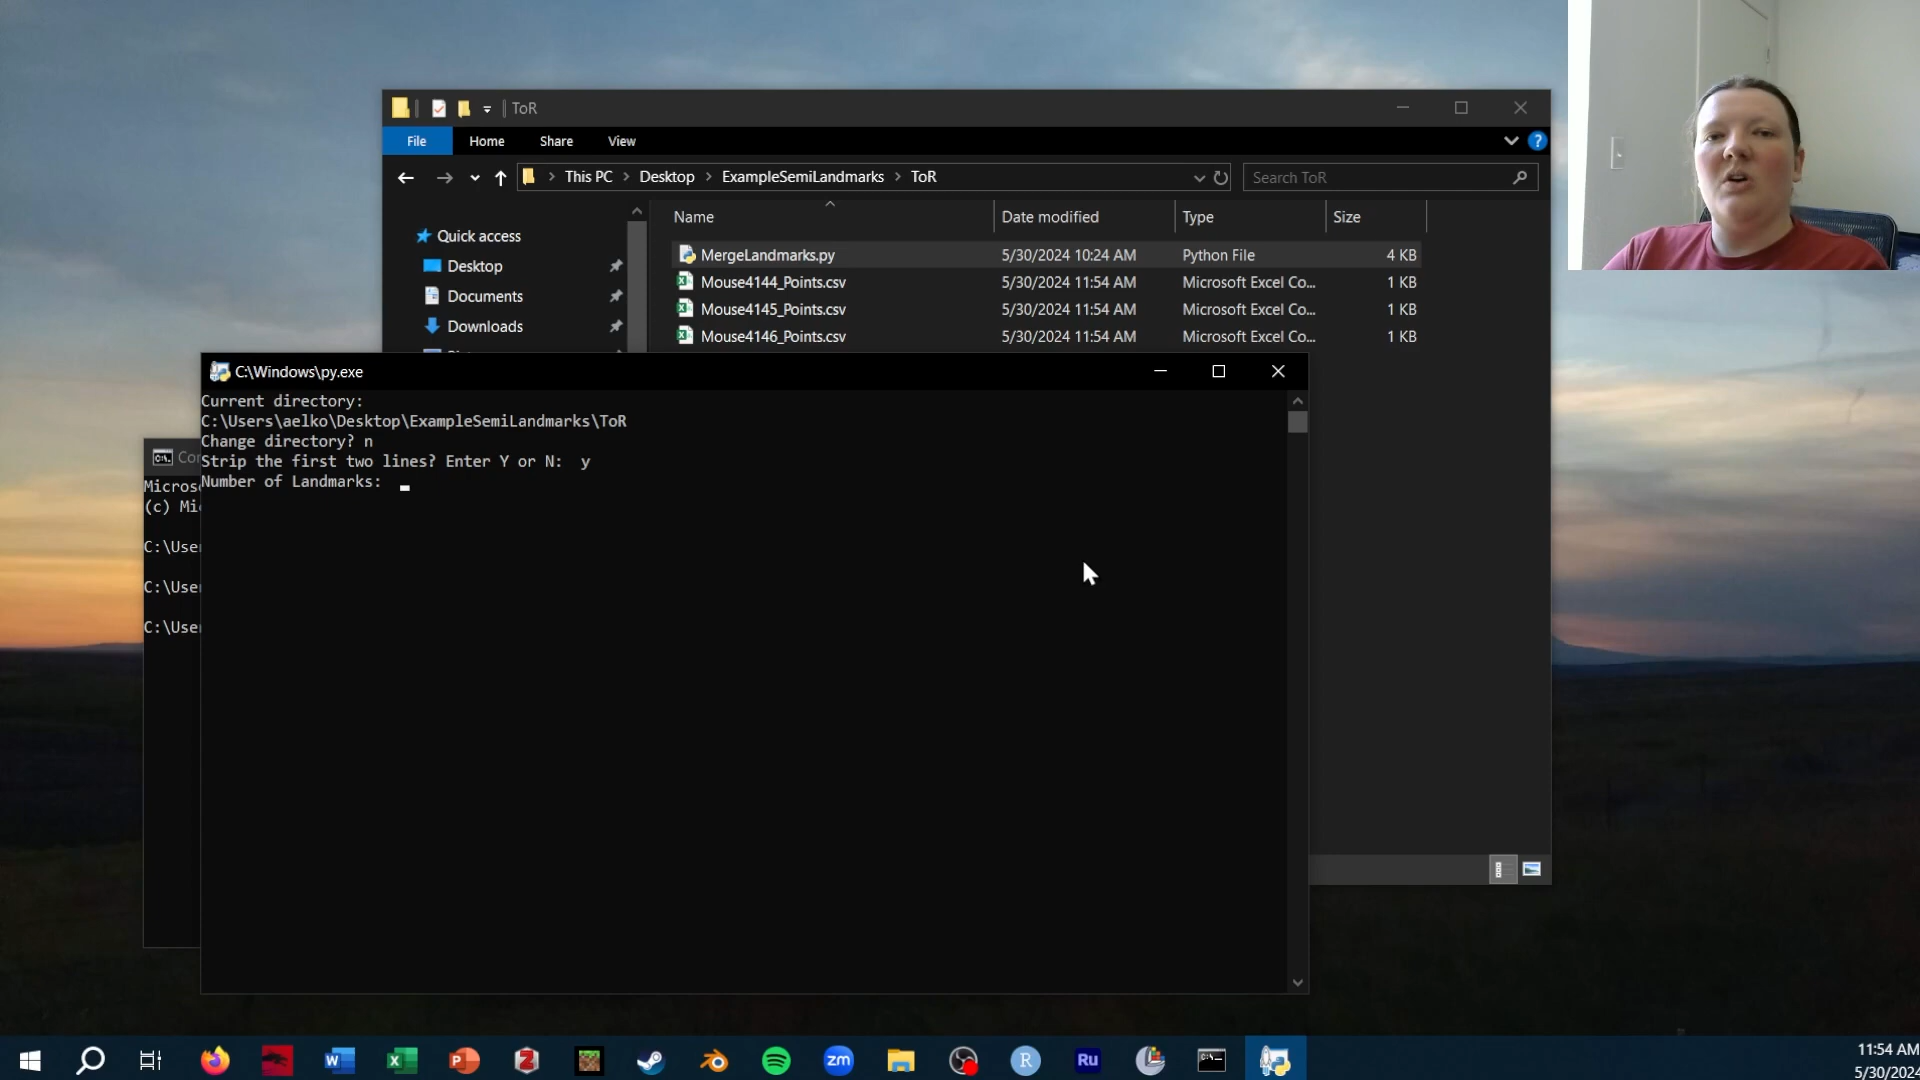 ToR
File Home Share View
This PC > Desktop > ExampleSemiLandmarks > ToR
Search ToR
Name Date modified Type Size
Quick access
Desktop
Documents
Downloads
MergeLandmarks.py 5/30/2024 10:24 AM Python File 4 KB
Mouse4144_Points.csv 5/30/2024 11:54 AM Microsoft Excel Co... 1 KB
Mouse4145_Points.csv 5/30/2024 11:54 AM Microsoft Excel Co... 1 KB
Mouse4146_Points.csv 5/30/2024 11:54 AM Microsoft Excel Co... 1 KB
C:\Windows\py.exe
Current directory:
C:\Users\aelko\Desktop\ExampleSemiLandmarks\ToR
Change directory? n
Strip the first two lines? Enter Y or N:  y
Number of Landmarks:
Micros
(c) Mi
C:\Use
C:\Use
C:\Use
zm
R
Ru
11:54 AM
5/30/2024